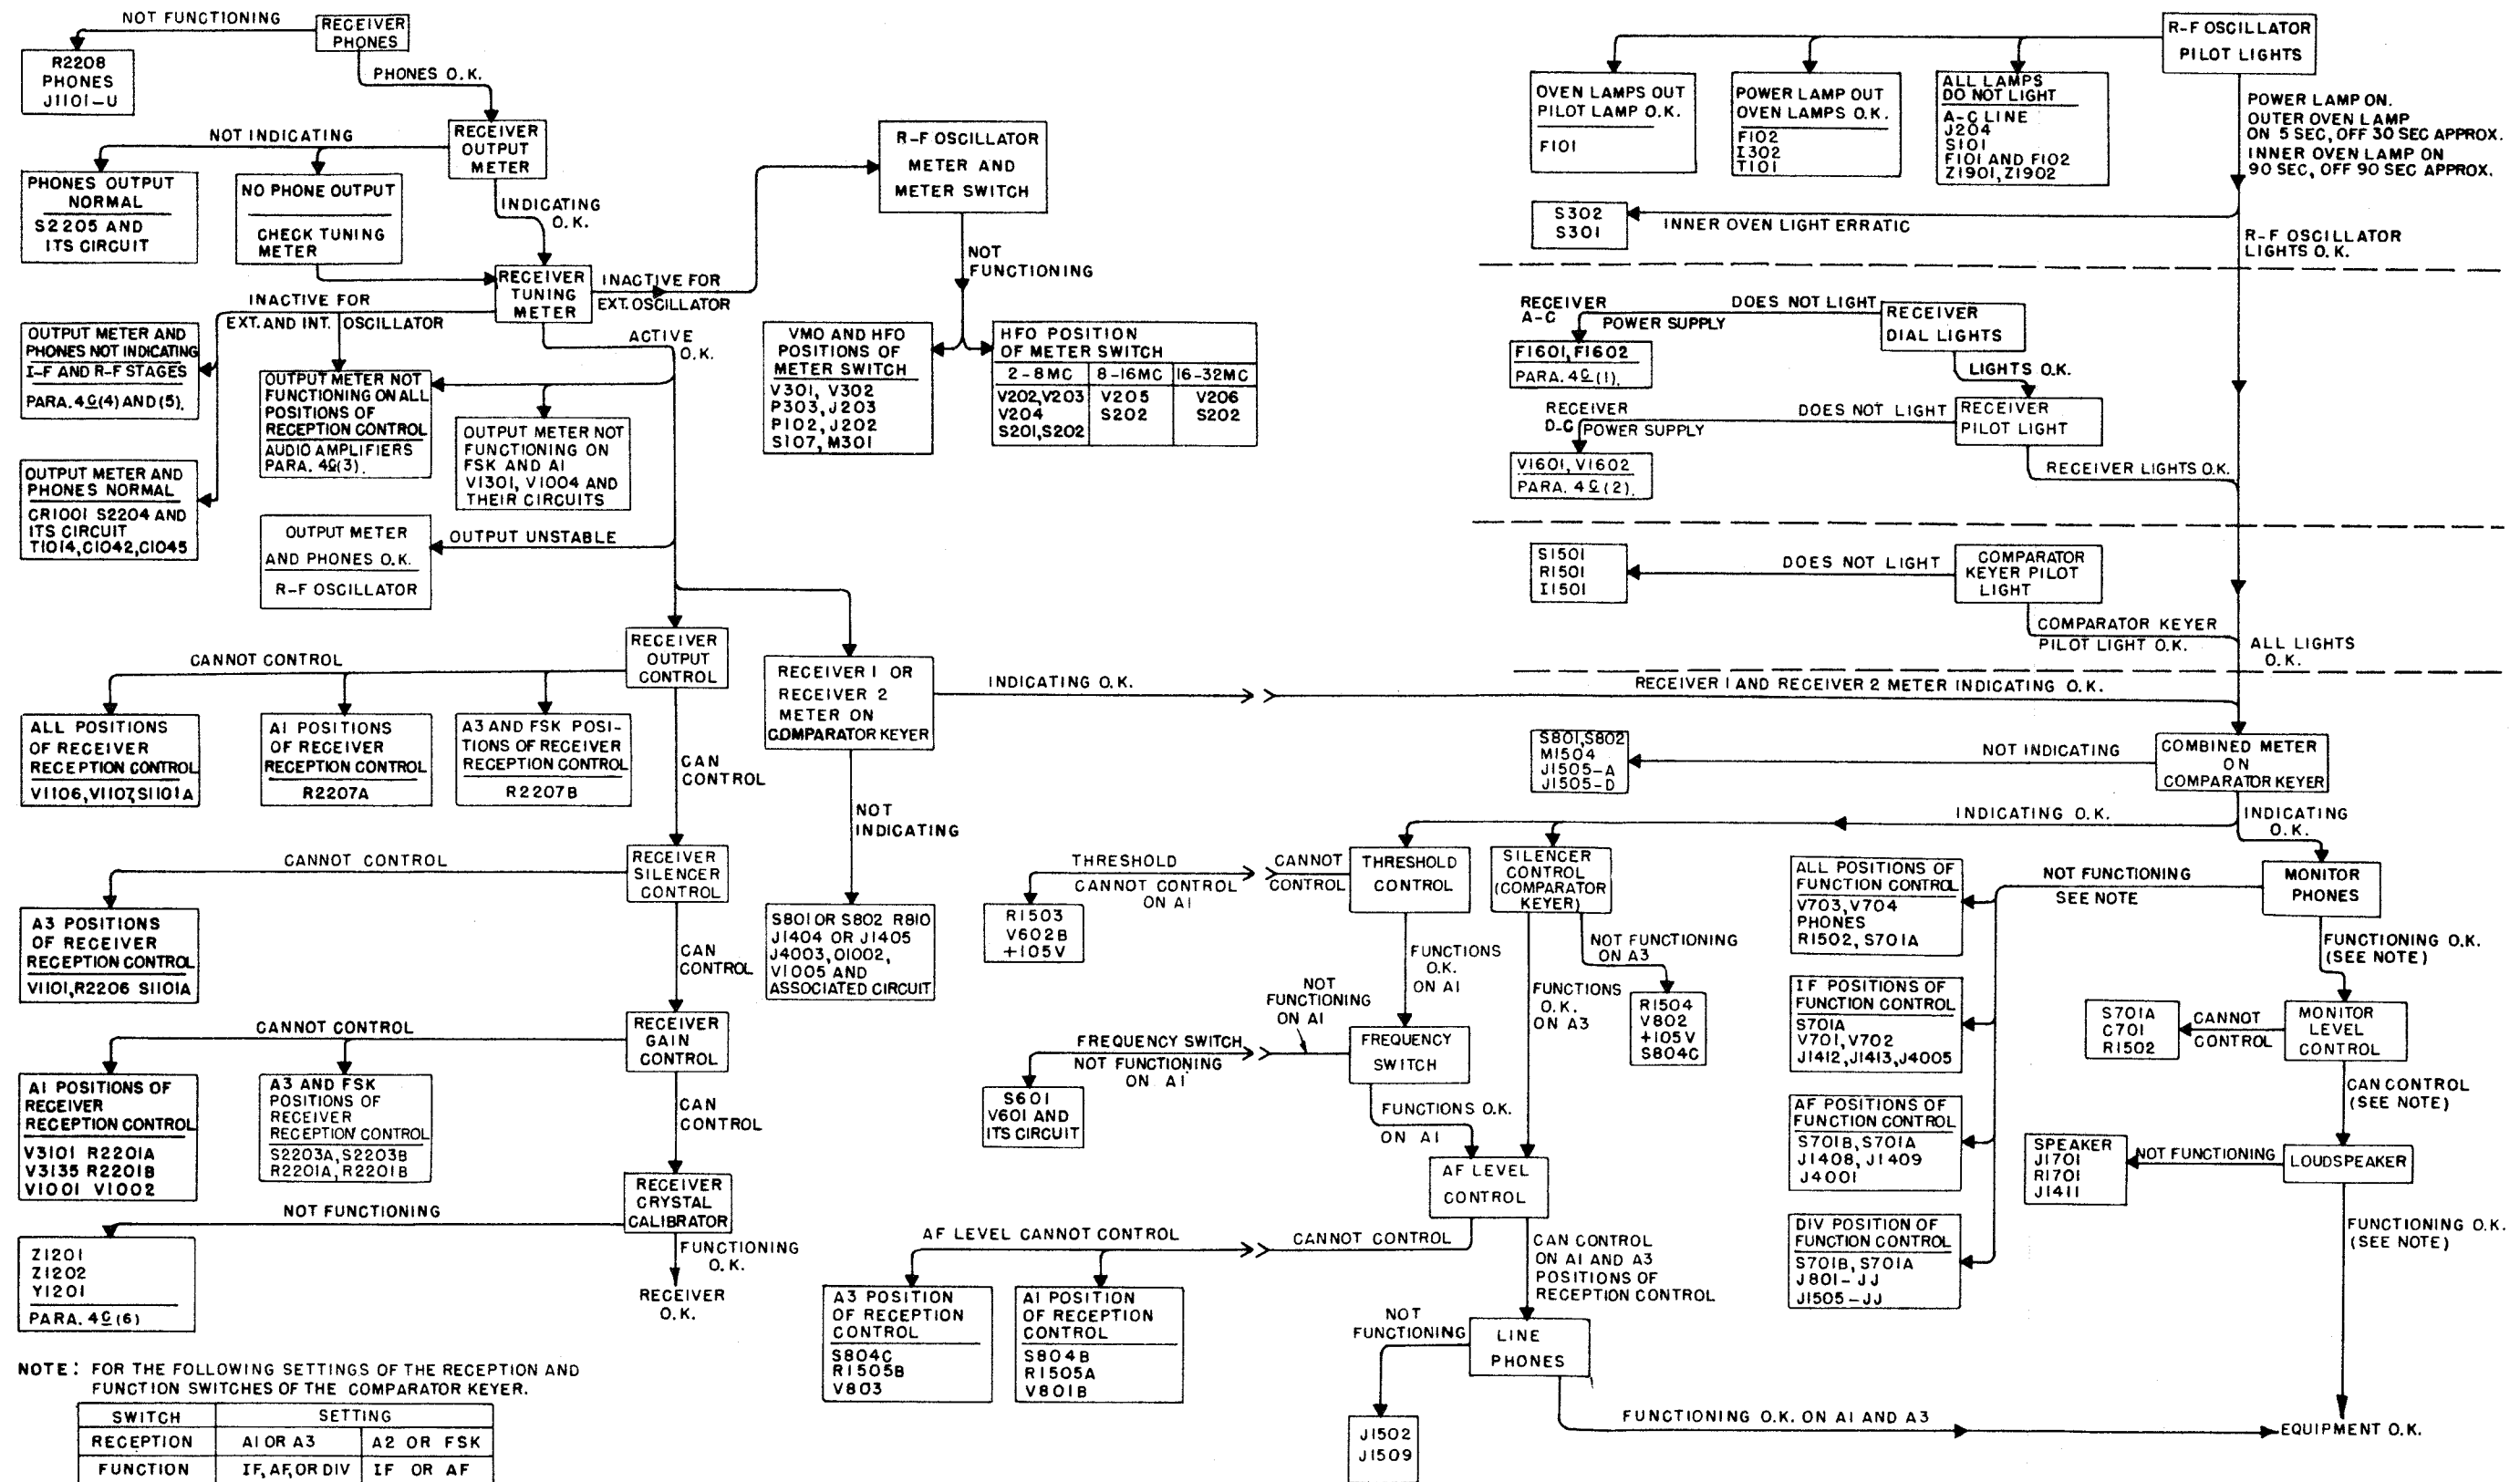 NOT FUNCTIONING
RECEIVER
PHONES
R2208
PHONES
J1101-U
PHONES O.K.
NOT INDICATING
RECEIVER
OUTPUT
METER
PHONES OUTPUT
NORMAL
S2205 AND
ITS CIRCUIT
NO PHONE OUTPUT
CHECK TUNING
METER
INDICATING
O.K.
RECEIVER
TUNING
METER
INACTIVE FOR
EXT. OSCILLATOR
R-F OSCILLATOR
METER AND
METER SWITCH
NOT
FUNCTIONING
VMO AND HFO
POSITIONS OF
METER SWITCH
V301, V302
P303, J203
P102, J202
S107, M301
HFO POSITION
OF METER SWITCH
2-8MC 8-16MC 16-32MC
V202,V203 V205 V206
V204 S202 S202
S201,S202
INACTIVE FOR
EXT. AND INT. OSCILLATOR
OUTPUT METER AND
PHONES NOT INDICATING
I-F AND R-F STAGES
PARA. 4C(4) AND (5).
OUTPUT METER AND
PHONES NORMAL
CR1001 S2204 AND
ITS CIRCUIT
T1014,C1042,C1045
ACTIVE
O.K.
OUTPUT METER NOT
FUNCTIONING ON ALL
POSITIONS OF
RECEPTION CONTROL
AUDIO AMPLIFIERS
PARA. 4C(3).
OUTPUT METER NOT
FUNCTIONING ON
FSK AND A1
V1301, V1004 AND
THEIR CIRCUITS
OUTPUT METER
AND PHONES O.K.
R-F OSCILLATOR
OUTPUT UNSTABLE
RECEIVER
OUTPUT
CONTROL
CANNOT CONTROL
ALL POSITIONS
OF RECEIVER
RECEPTION CONTROL
V1106, V1107, S1101A
A1 POSITIONS
OF RECEIVER
RECEPTION CONTROL
R2207A
A3 AND FSK POSI-
TIONS OF RECEIVER
RECEPTION CONTROL
R2207B
CAN
CONTROL
RECEIVER 1 OR
RECEIVER 2
METER ON
COMPARATOR KEYER
INDICATING O.K.
NOT
INDICATING
S801 OR S802 R810
J1404 OR J1405
J4003, O1002,
V1005 AND
ASSOCIATED CIRCUIT
RECEIVER
SILENCER
CONTROL
CANNOT CONTROL
A3 POSITIONS
OF RECEIVER
RECEPTION CONTROL
V1101, R2206 S1101A
CAN
CONTROL
RECEIVER
GAIN
CONTROL
CANNOT CONTROL
A1 POSITIONS OF
RECEIVER
RECEPTION CONTROL
V3101 R2201A
V3135 R2201B
V1001 V1002
A3 AND FSK
POSITIONS OF
RECEIVER
RECEPTION CONTROL
S2203A, S2203B
R2201A, R2201B
CAN
CONTROL
RECEIVER
CRYSTAL
CALIBRATOR
NOT FUNCTIONING
Z1201
Z1202
Y1201
PARA. 4C(6)
FUNCTIONING
O.K.
RECEIVER
O.K.
NOTE: FOR THE FOLLOWING SETTINGS OF THE RECEPTION AND
FUNCTION SWITCHES OF THE COMPARATOR KEYER.
SWITCH SETTING
RECEPTION A1 OR A3 A2 OR FSK
FUNCTION IF, AF, OR DIV IF OR AF
R-F OSCILLATOR
PILOT LIGHTS
OVEN LAMPS OUT
PILOT LAMP O.K.
F101
POWER LAMP OUT
OVEN LAMPS O.K.
F102
I302
T101
ALL LAMPS
DO NOT LIGHT
A-C LINE
J204
S101
F101 AND F102
Z1901, Z1902
POWER LAMP ON.
OUTER OVEN LAMP
ON 5 SEC, OFF 30 SEC APPROX.
INNER OVEN LAMP ON
90 SEC, OFF 90 SEC APPROX.
S302
S301
INNER OVEN LIGHT ERRATIC
R-F OSCILLATOR
LIGHTS O.K.
RECEIVER
A-C
POWER SUPPLY
DOES NOT LIGHT
RECEIVER
DIAL LIGHTS
F1601, F1602
PARA. 4C(1).
LIGHTS O.K.
RECEIVER
D-C
POWER SUPPLY
DOES NOT LIGHT
RECEIVER
PILOT LIGHT
V1601, V1602
PARA. 4C(2).
RECEIVER LIGHTS O.K.
S1501
R1501
I1501
DOES NOT LIGHT
COMPARATOR
KEYER PILOT
LIGHT
COMPARATOR KEYER
PILOT LIGHT O.K.
ALL LIGHTS
O.K.
RECEIVER 1 AND RECEIVER 2 METER INDICATING O.K.
S801, S802
M1504
J1505-A
J1505-D
NOT INDICATING
COMBINED METER
ON
COMPARATOR KEYER
INDICATING O.K.
INDICATING
O.K.
THRESHOLD
CANNOT CONTROL
ON A1
CANNOT
CONTROL
THRESHOLD
CONTROL
R1503
V602B
+105V
SILENCER
CONTROL
(COMPARATOR
KEYER)
FUNCTIONS
O.K.
ON A1
NOT FUNCTIONING
ON A3
R1504
V802
+105V
S804C
FUNCTIONS
O.K.
ON A3
NOT
FUNCTIONING
ON A1
FREQUENCY SWITCH
NOT FUNCTIONING
ON A1
FREQUENCY
SWITCH
S601
V601 AND
ITS CIRCUIT
FUNCTIONS O.K.
ON A1
AF LEVEL
CONTROL
AF LEVEL CANNOT CONTROL
CANNOT CONTROL
A3 POSITION
OF RECEPTION
CONTROL
S804C
R1505B
V803
A1 POSITION
OF RECEPTION
CONTROL
S804B
R1505A
V801B
CAN CONTROL
ON A1 AND A3
POSITIONS OF
RECEPTION CONTROL
NOT
FUNCTIONING
LINE
PHONES
J1502
J1509
FUNCTIONING O.K. ON A1 AND A3
EQUIPMENT O.K.
MONITOR
PHONES
NOT FUNCTIONING
SEE NOTE
ALL POSITIONS OF
FUNCTION CONTROL
V703, V704
PHONES
R1502, S701A
IF POSITIONS OF
FUNCTION CONTROL
S701A
V701, V702
J1412, J1413, J4005
AF POSITIONS OF
FUNCTION CONTROL
S701B, S701A
J1408, J1409
J4001
DIV POSITION OF
FUNCTION CONTROL
S701B, S701A
J801-JJ
J1505-JJ
FUNCTIONING O.K.
(SEE NOTE)
S701A
C701
R1502
CANNOT
CONTROL
MONITOR
LEVEL
CONTROL
CAN CONTROL
(SEE NOTE)
SPEAKER
J1701
R1701
J1411
NOT FUNCTIONING
LOUDSPEAKER
FUNCTIONING O.K.
(SEE NOTE)